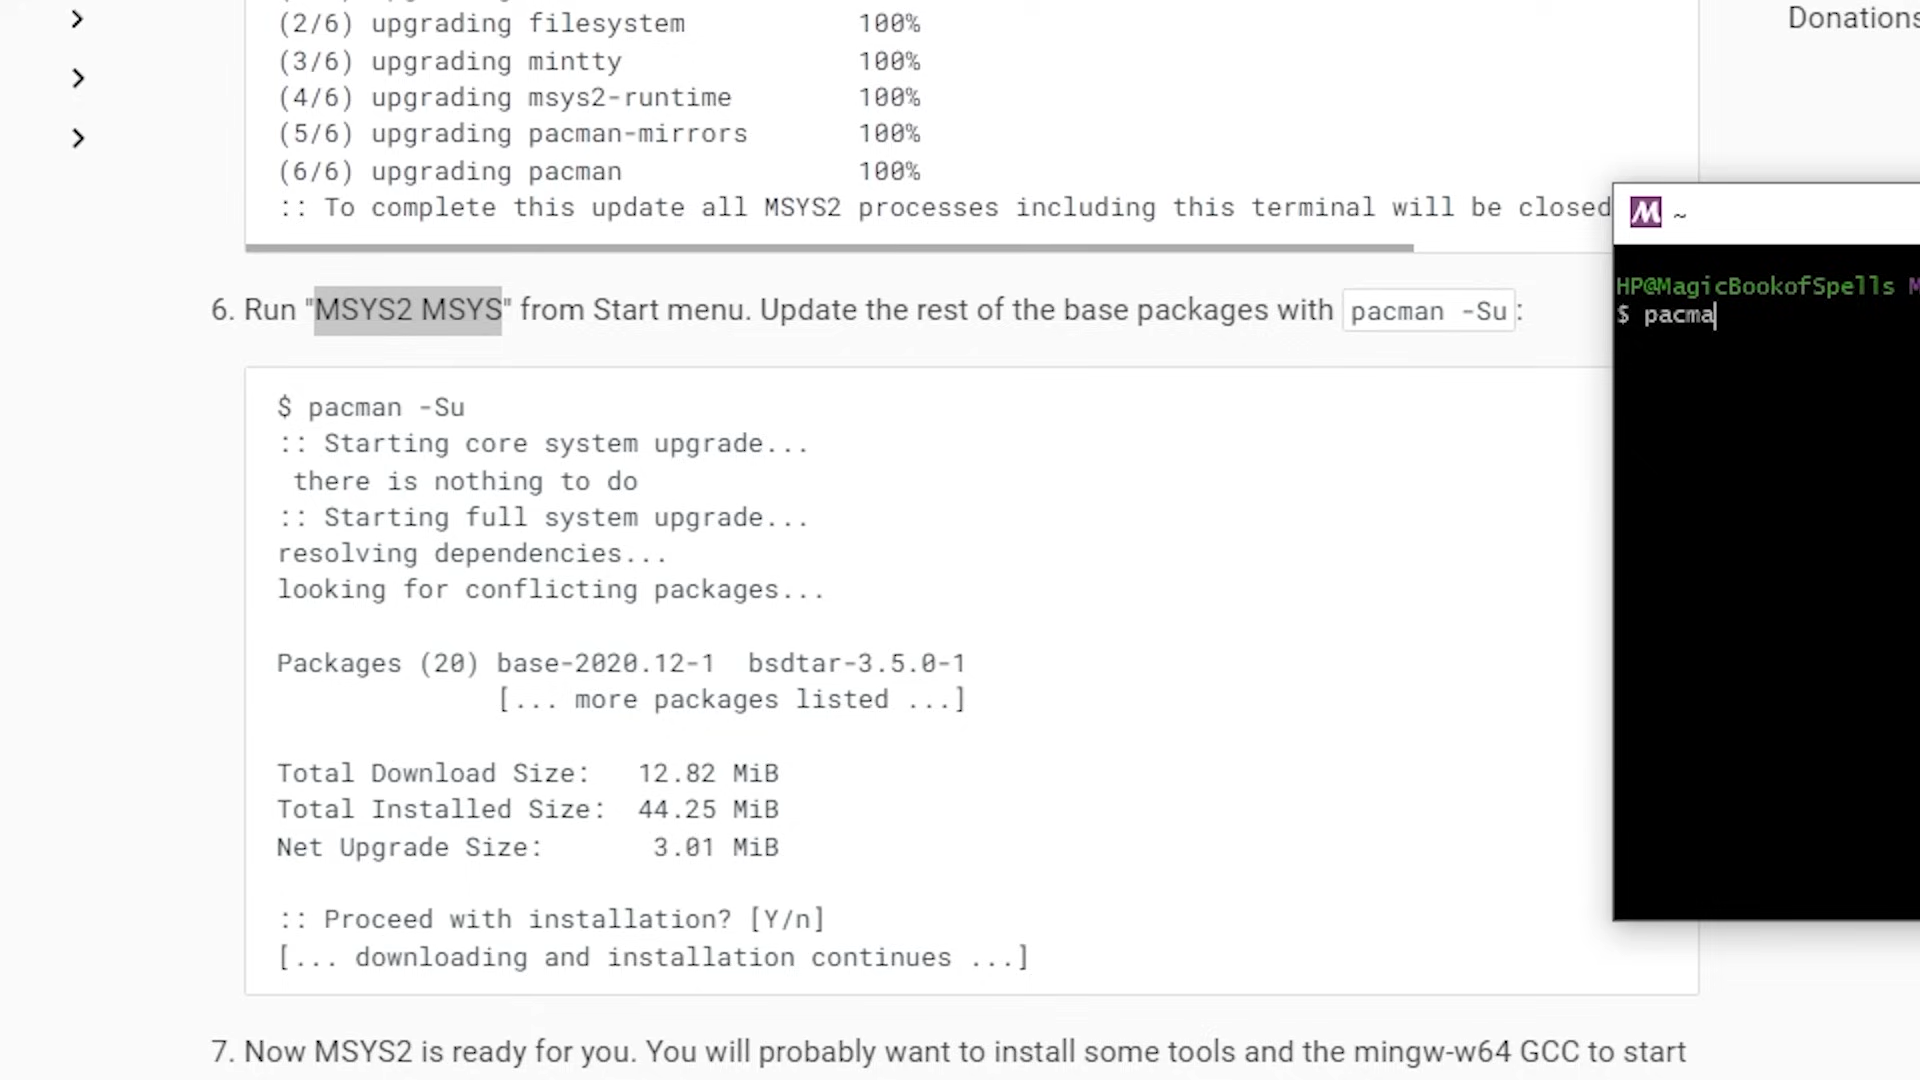 (2/6) upgrading filesystem 100%
(3/6) upgrading mintty 100%
(4/6) upgrading msys2-runtime 100%
(5/6) upgrading pacman-mirrors 100%
(6/6) upgrading pacman 100%
:: To complete this update all MSYS2 processes including this terminal will be closed
6. Run "MSYS2 MSYS" from Start menu. Update the rest of the base packages with pacman -Su:
$ pacman -Su
:: Starting core system upgrade...
there is nothing to do
:: Starting full system upgrade...
resolving dependencies...
looking for conflicting packages...
Packages (20) base-2020.12-1 bsdtar-3.5.0-1
[... more packages listed ...]
Total Download Size: 12.82 MiB
Total Installed Size: 44.25 MiB
Net Upgrade Size: 3.01 MiB
:: Proceed with installation? [Y/n]
[... downloading and installation continues ...]
7. Now MSYS2 is ready for you. You will probably want to install some tools and the mingw-w64 GCC to start
Donations
M ~
HP@MagicBookofSpells M
$ pacma